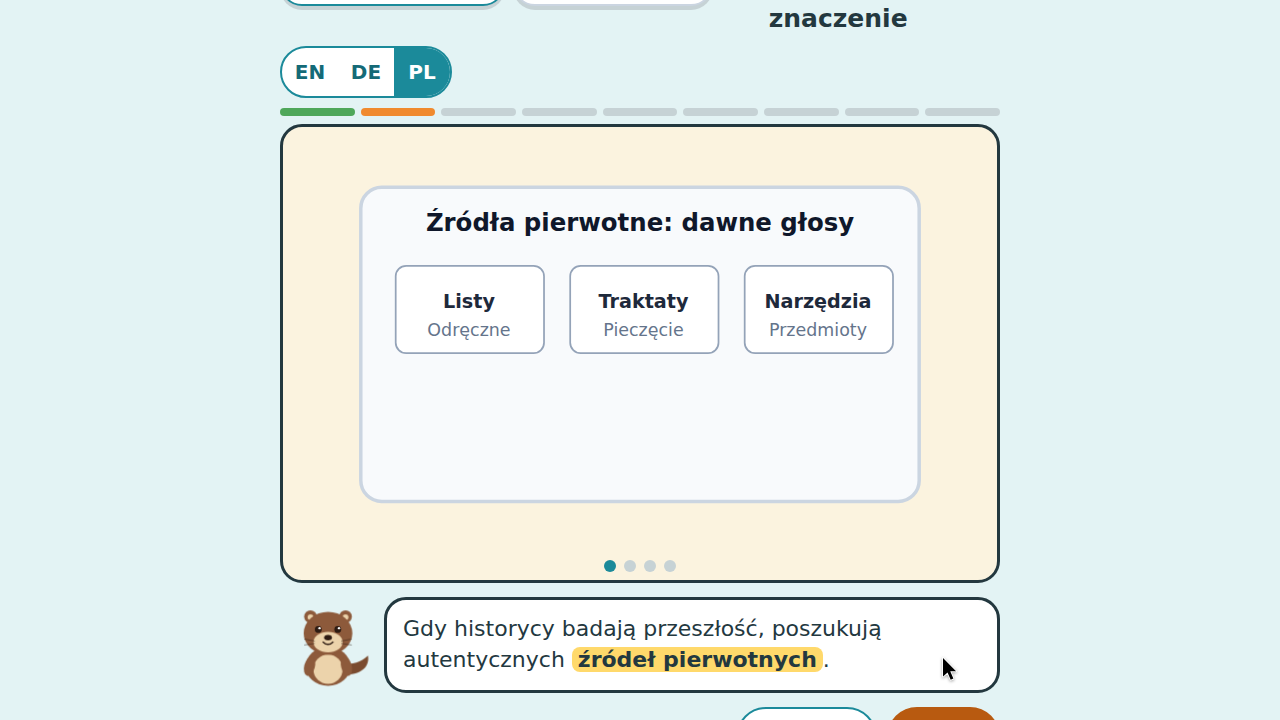 znaczenie
EN DE PL
Źródła pierwotne: dawne głosy
Listy
Odręczne
Traktaty
Pieczęcie
Narzędzia
Przedmioty
Gdy historycy badają przeszłość, poszukują
autentycznych źródeł pierwotnych.